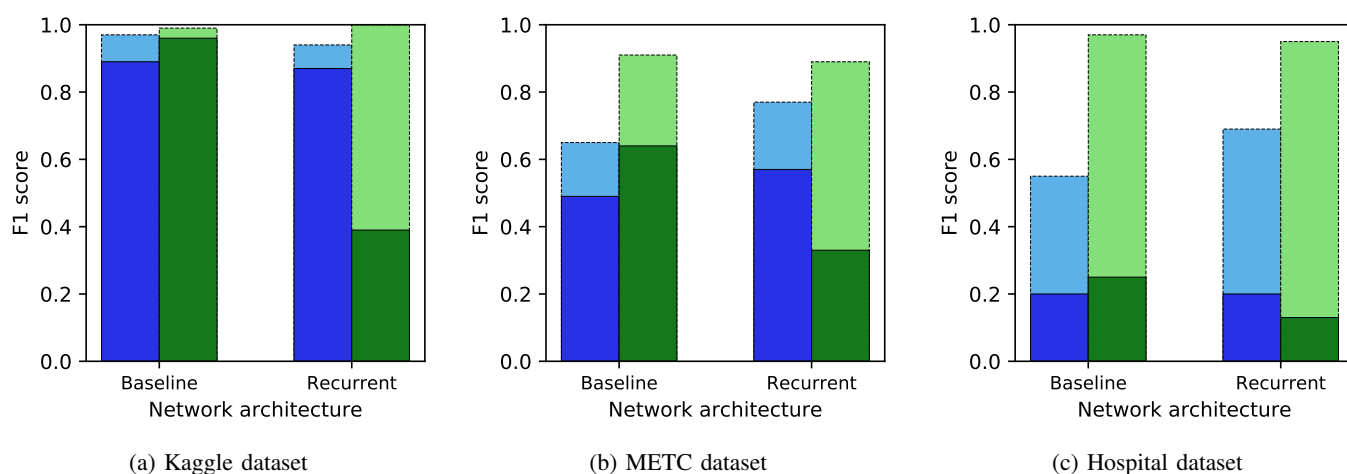 1.0
0.8
0.6
0.4
0.2
0.0
F1 score
Baseline
Recurrent
Network architecture
(a) Kaggle dataset
1.0
0.8
0.6
0.4
0.2
0.0
F1 score
Baseline
Recurrent
Network architecture
(b) METC dataset
1.0
0.8
0.6
0.4
0.2
0.0
F1 score
Baseline
Recurrent
Network architecture
(c) Hospital dataset